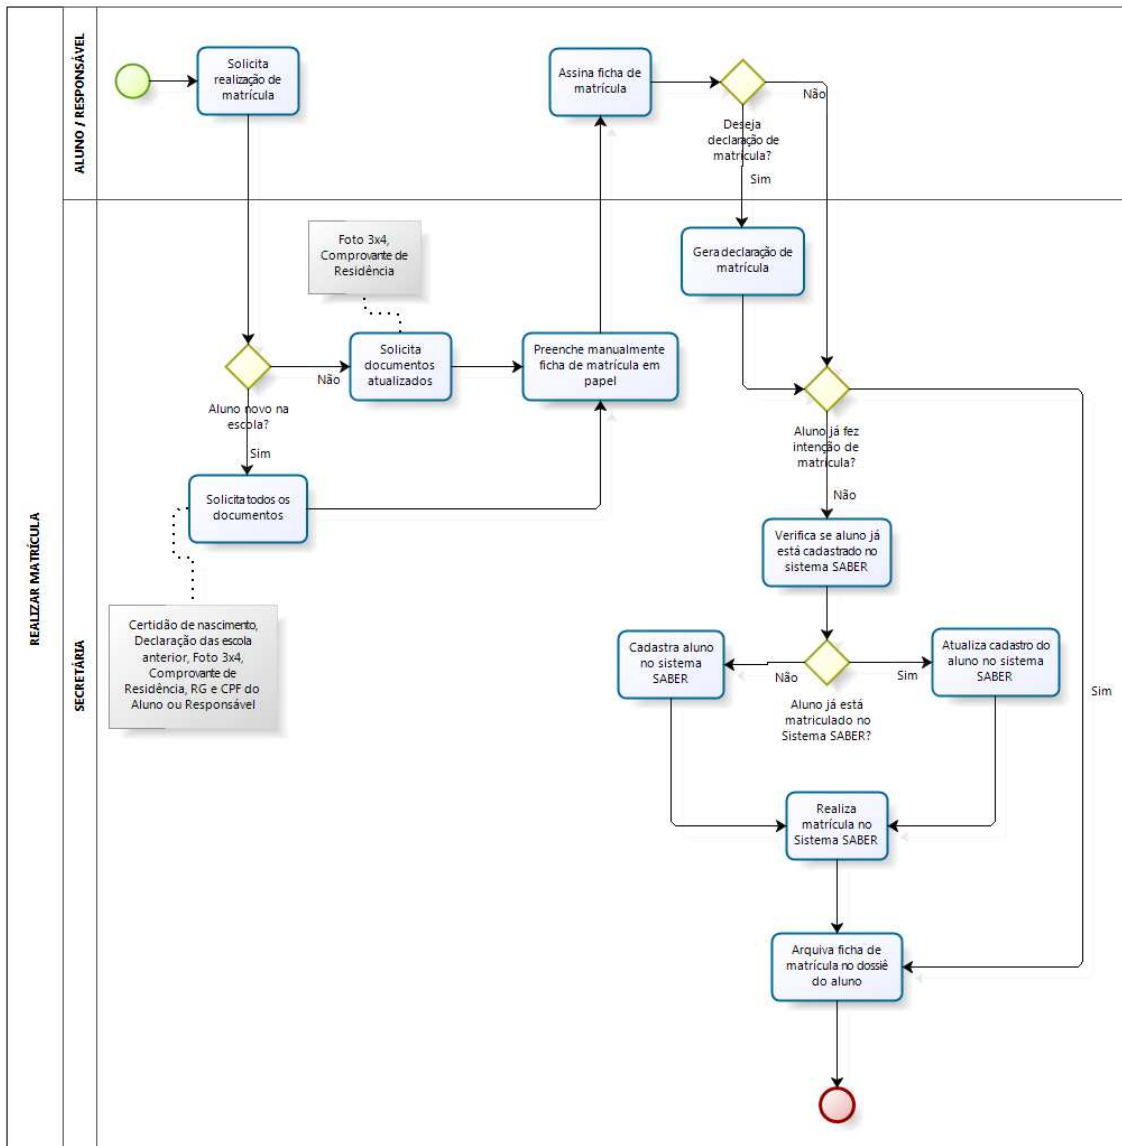 REALIZAR MATRÍCULA
ALUNO / RESPONSÁVEL
Solicita
realização de
matrícula
Assina ficha de
matrícula
Não
Deseja
declaração de
matrícula?
Sim
SECRETÁRIA
Foto 3x4,
Comprovante de
Residência
Gera declaração de
matrícula
Solicita
documentos
atualizados
Preenche manualmente
ficha de matrícula em
papel
Não
Aluno novo na
escola?
Sim
Aluno já fez
intenção de
matrícula?
Não
Solicita todos os
documentos
Verifica se aluno já
está cadastrado no
sistema SABER
Certidão de nascimento,
Declaração das escola
anterior, Foto 3x4,
Comprovante de
Residência, RG e CPF do
Aluno ou Responsável
Cadastra aluno
no sistema
SABER
Não
Sim
Atualiza cadastro do
aluno no sistema
SABER
Sim
Aluno já está
matriculado no
Sistema SABER?
Realiza
matrícula no
Sistema SABER
Arquiva ficha de
matrícula no dossiê
do aluno